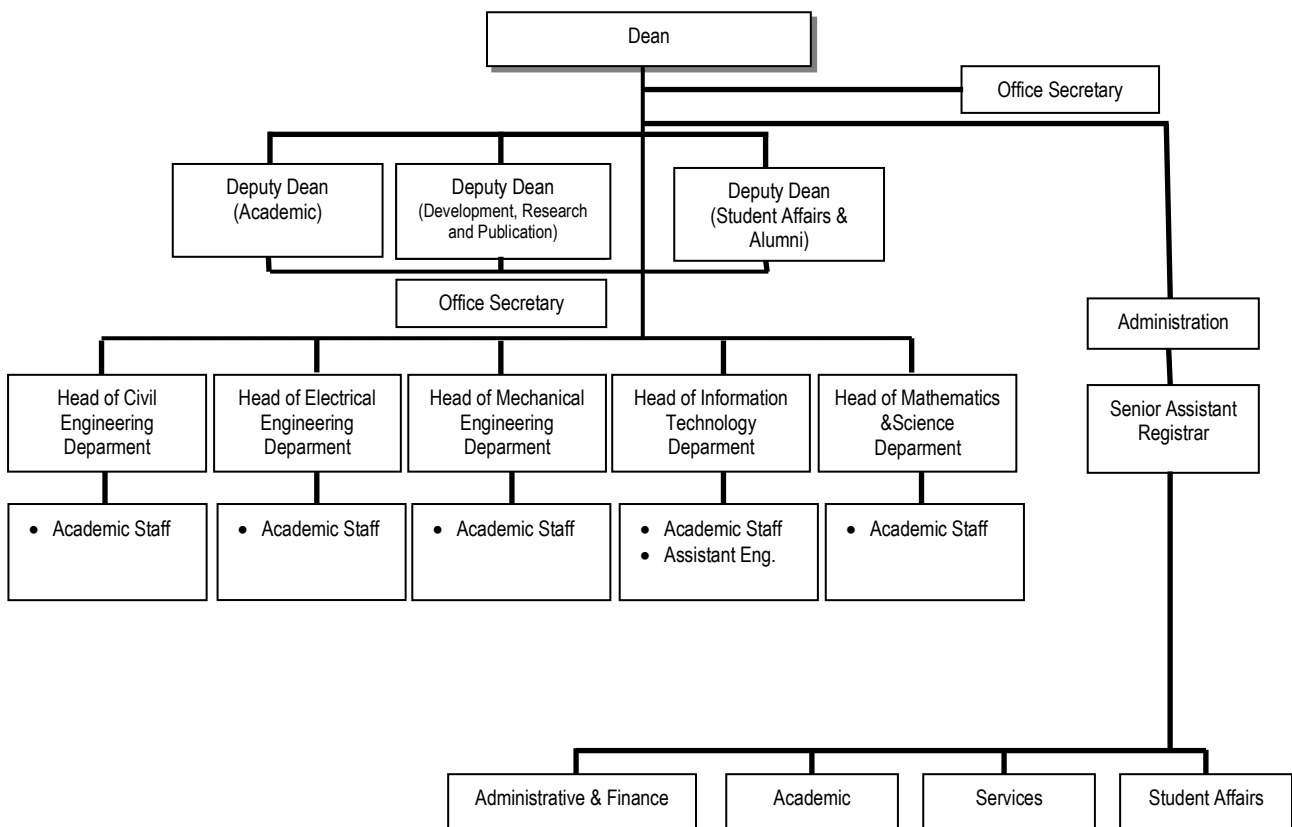 Dean
Office Secretary
Deputy Dean
(Academic)
Deputy Dean
(Development, Research
and Publication)
Deputy Dean
(Student Affairs &
Alumni)
Office Secretary
Administration
Head of Civil
Engineering
Deparment
Head of Electrical
Engineering
Deparment
Head of Mechanical
Engineering
Deparment
Head of Information
Technology
Department
Head of Mathematics
&Science
Department
Senior Assistant
Registrar
• Academic Staff
• Academic Staff
• Academic Staff
• Academic Staff
• Assistant Eng.
• Academic Staff
Administrative & Finance
Academic
Services
Student Affairs